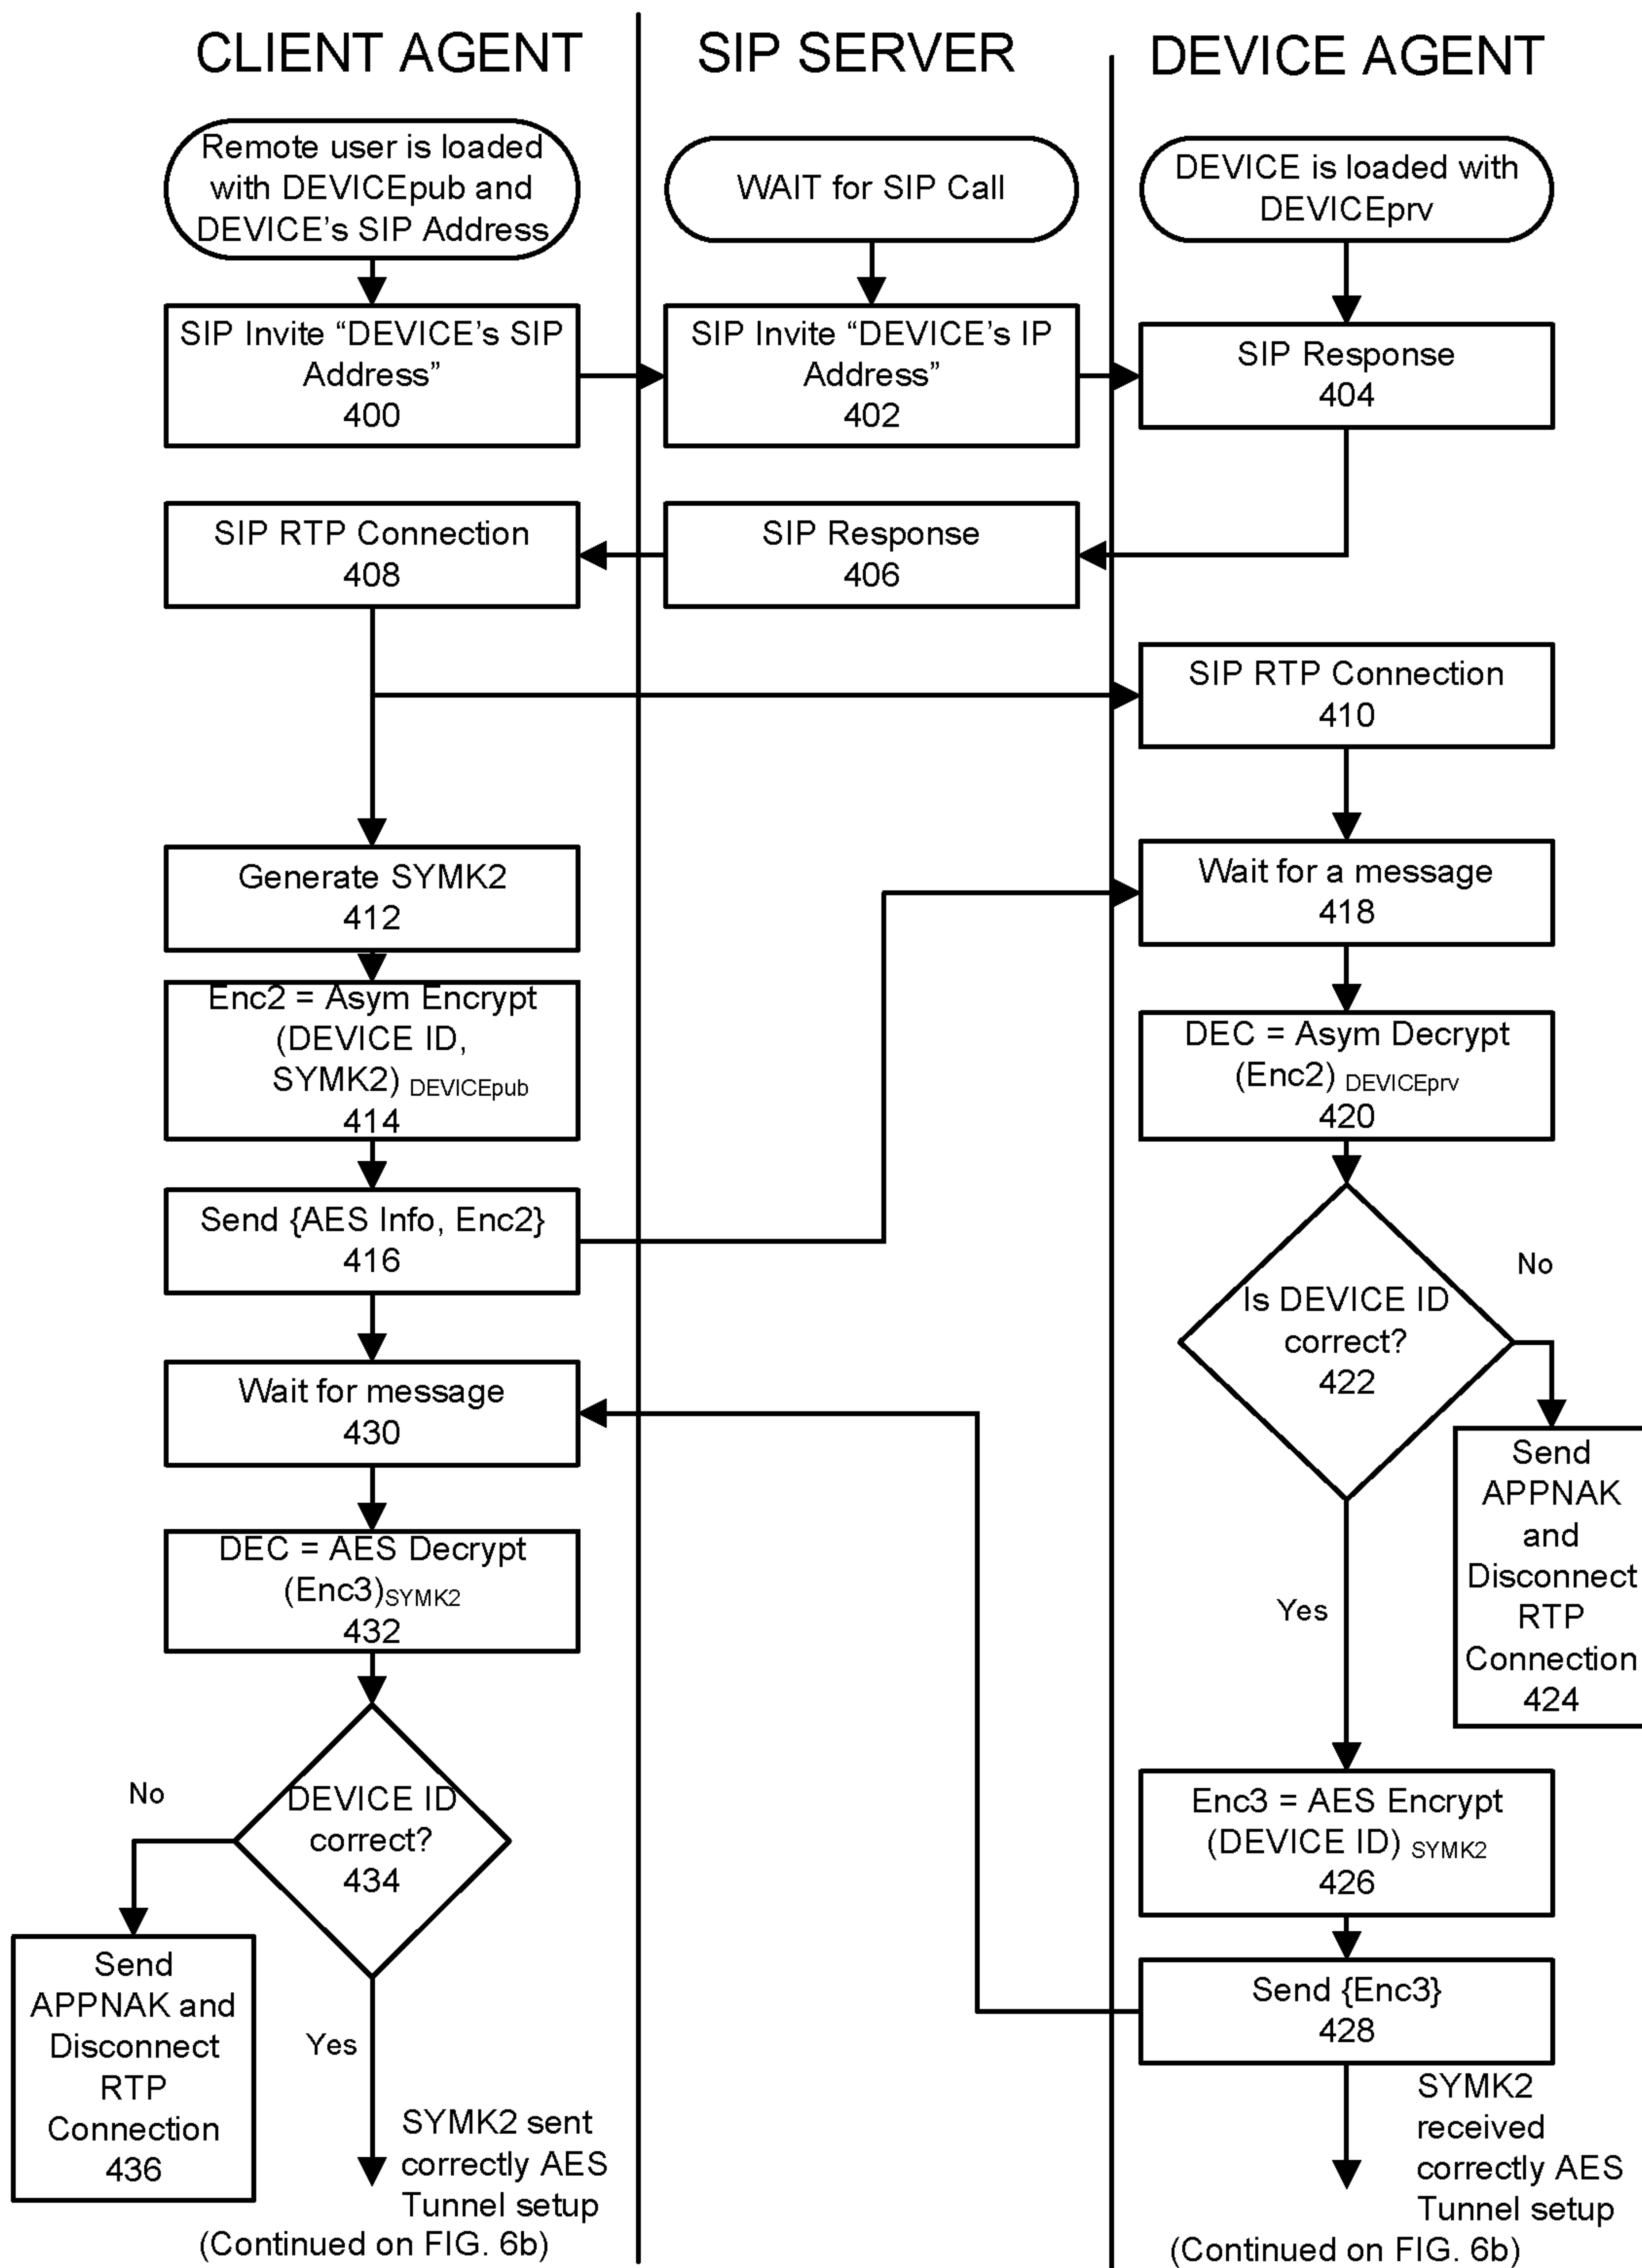 CLIENT AGENT
SIP SERVER
DEVICE AGENT
Remote user is loaded
with DEVICEpub and
DEVICE's SIP Address
WAIT for SIP Call
DEVICE is loaded with
DEVICEprv
SIP Invite “DEVICE's SIP
Address”
400
SIP Invite “DEVICE's IP
Address”
402
SIP Response
404
SIP RTP Connection
408
SIP Response
406
SIP RTP Connection
410
Generate SYMK2
412
Wait for a message
418
Enc2 = Asym Encrypt
(DEVICE ID,
SYMK2) DEVICEpub
414
DEC = Asym Decrypt
(Enc2) DEVICEprv
420
Send {AES Info, Enc2}
416
Is DEVICE ID
correct?
422
No
Wait for message
430
Send
APPNAK
and
Disconnect
RTP
Connection
424
Yes
DEC = AES Decrypt
(Enc3)SYMK2
432
DEVICE ID
correct?
434
No
Enc3 = AES Encrypt
(DEVICE ID) SYMK2
426
Send
APPNAK and
Disconnect
RTP
Connection
436
Yes
Send {Enc3}
428
SYMK2 sent
correctly AES
Tunnel setup
(Continued on FIG. 6b)
SYMK2
received
correctly AES
Tunnel setup
(Continued on FIG. 6b)